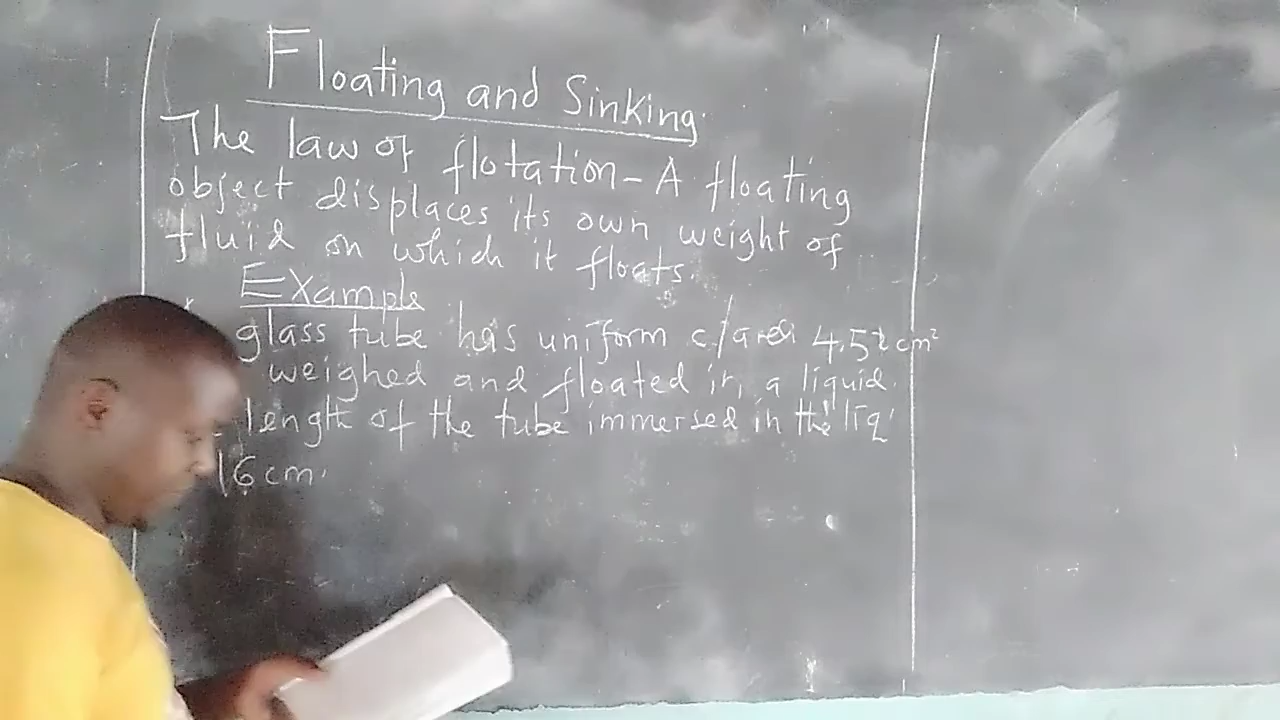 Floating and Sinking.
The law of flotation - A floating
object displaces its own weight of
fluid on which it floats.
Example
glass tube has uniform c/area cm²
weighed and floated in a liquid.
length of the tube immersed in the liq
16cm.